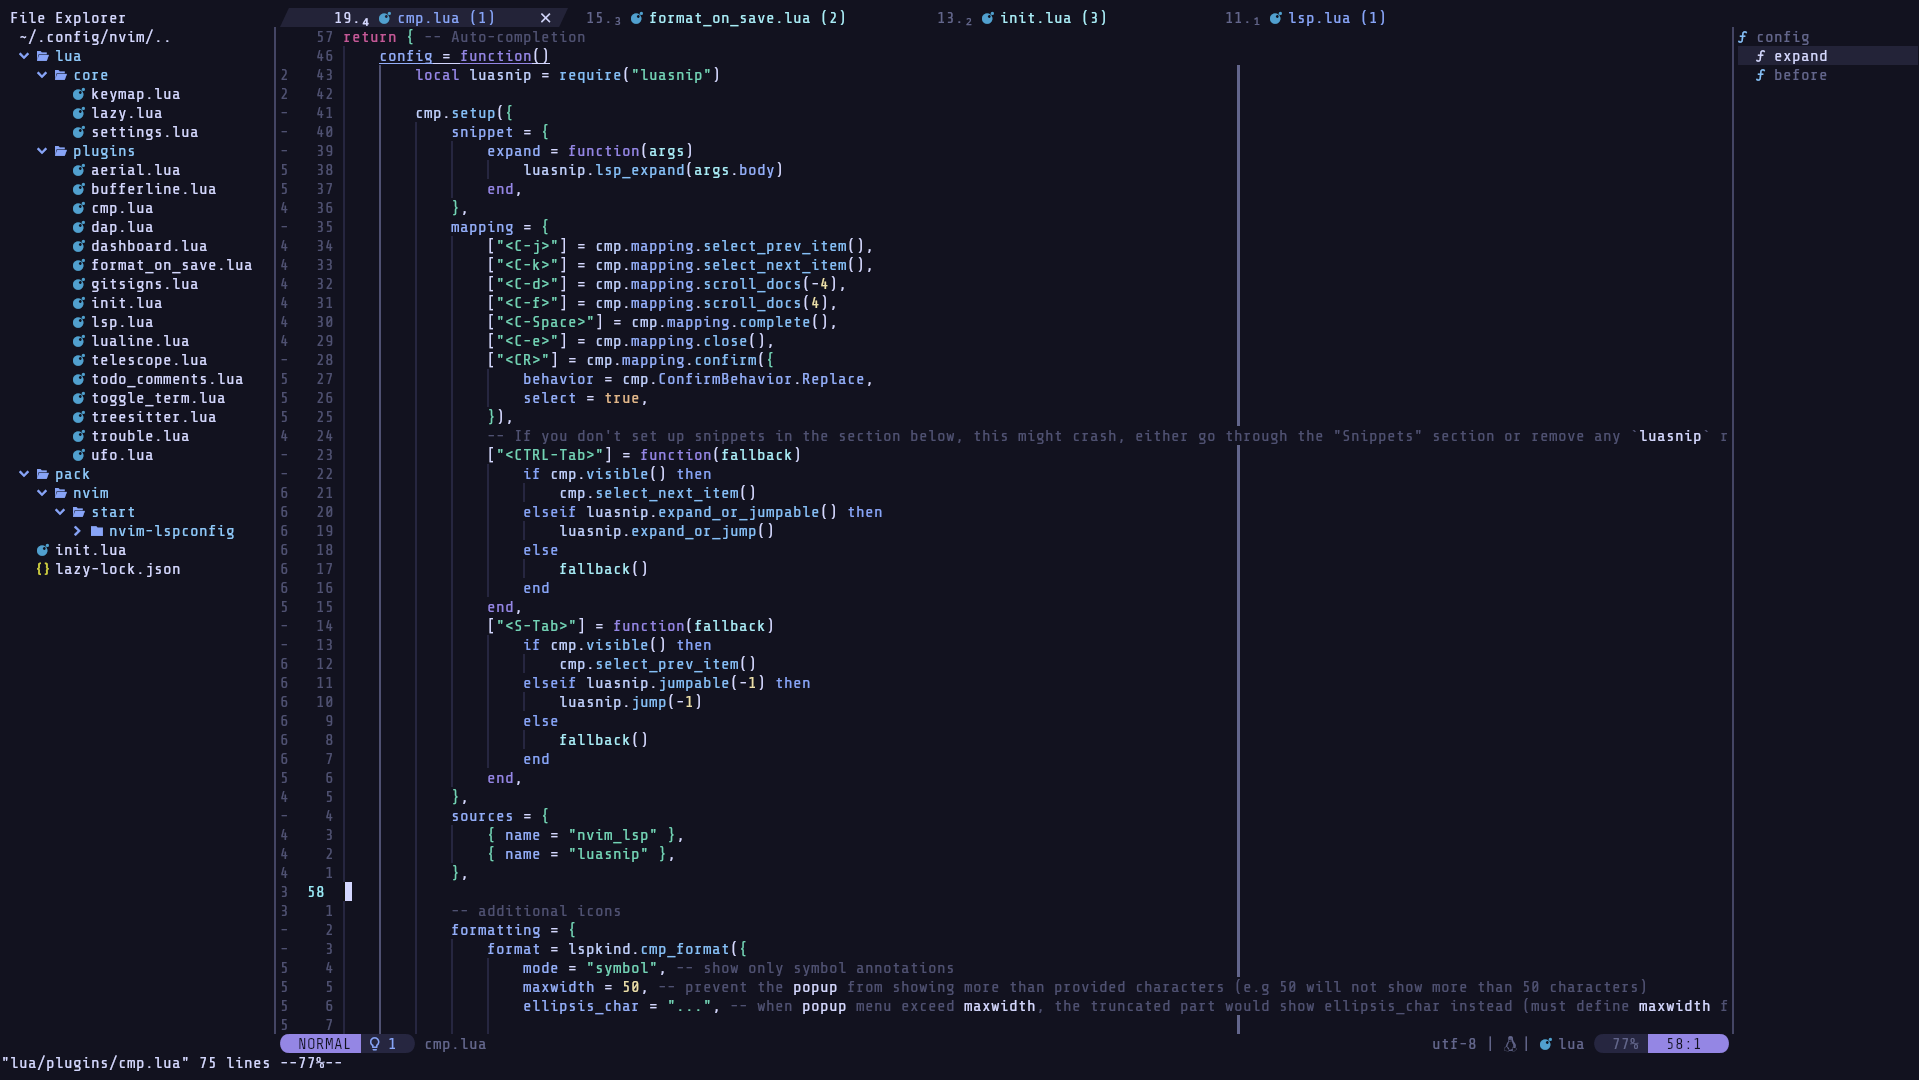 File Explorer
~/.config/nvim/..
lua
core
keymap.lua
lazy.lua
settings.lua
plugins
aerial.lua
bufferline.lua
cmp.lua
dap.lua
dashboard.lua
format_on_save.lua
gitsigns.lua
init.lua
lsp.lua
lualine.lua
telescope.lua
todo_comments.lua
toggle_term.lua
treesitter.lua
trouble.lua
ufo.lua
pack
nvim
start
nvim-lspconfig
init.lua
{} lazy-lock.json
19.₄ cmp.lua (1) × 15.₃ format_on_save.lua (2) 13.₂ init.lua (3) 11.₁ lsp.lua (1)
57 return { -- Auto-completion
46 config = function()
2 43 local luasnip = require("luasnip")
2 42
- 41 cmp.setup({
- 40 snippet = {
- 39 expand = function(args)
5 38 luasnip.lsp_expand(args.body)
5 37 end,
4 36 },
- 35 mapping = {
4 34 ["<C-j>"] = cmp.mapping.select_prev_item(),
4 33 ["<C-k>"] = cmp.mapping.select_next_item(),
4 32 ["<C-d>"] = cmp.mapping.scroll_docs(-4),
4 31 ["<C-f>"] = cmp.mapping.scroll_docs(4),
4 30 ["<C-Space>"] = cmp.mapping.complete(),
4 29 ["<C-e>"] = cmp.mapping.close(),
- 28 ["<CR>"] = cmp.mapping.confirm({
5 27 behavior = cmp.ConfirmBehavior.Replace,
5 26 select = true,
5 25 }),
4 24 -- If you don't set up snippets in the section below, this might crash, either go through the "Snippets" section or remove any `luasnip` r
- 23 ["<CTRL-Tab>"] = function(fallback)
- 22 if cmp.visible() then
6 21 cmp.select_next_item()
6 20 elseif luasnip.expand_or_jumpable() then
6 19 luasnip.expand_or_jump()
6 18 else
6 17 fallback()
6 16 end
5 15 end,
- 14 ["<S-Tab>"] = function(fallback)
- 13 if cmp.visible() then
6 12 cmp.select_prev_item()
6 11 elseif luasnip.jumpable(-1) then
6 10 luasnip.jump(-1)
6 9 else
6 8 fallback()
6 7 end
5 6 end,
4 5 },
- 4 sources = {
4 3 { name = "nvim_lsp" },
4 2 { name = "luasnip" },
4 1 },
3 58
3 1 -- additional icons
- 2 formatting = {
- 3 format = lspkind.cmp_format({
5 4 mode = "symbol", -- show only symbol annotations
5 5 maxwidth = 50, -- prevent the popup from showing more than provided characters (e.g 50 will not show more than 50 characters)
5 6 ellipsis_char = "...", -- when popup menu exceed maxwidth, the truncated part would show ellipsis_char instead (must define maxwidth f
5 7
config
expand
before
NORMAL 1 cmp.lua utf-8 | | lua 77% 58:1
"lua/plugins/cmp.lua" 75 lines --77%--